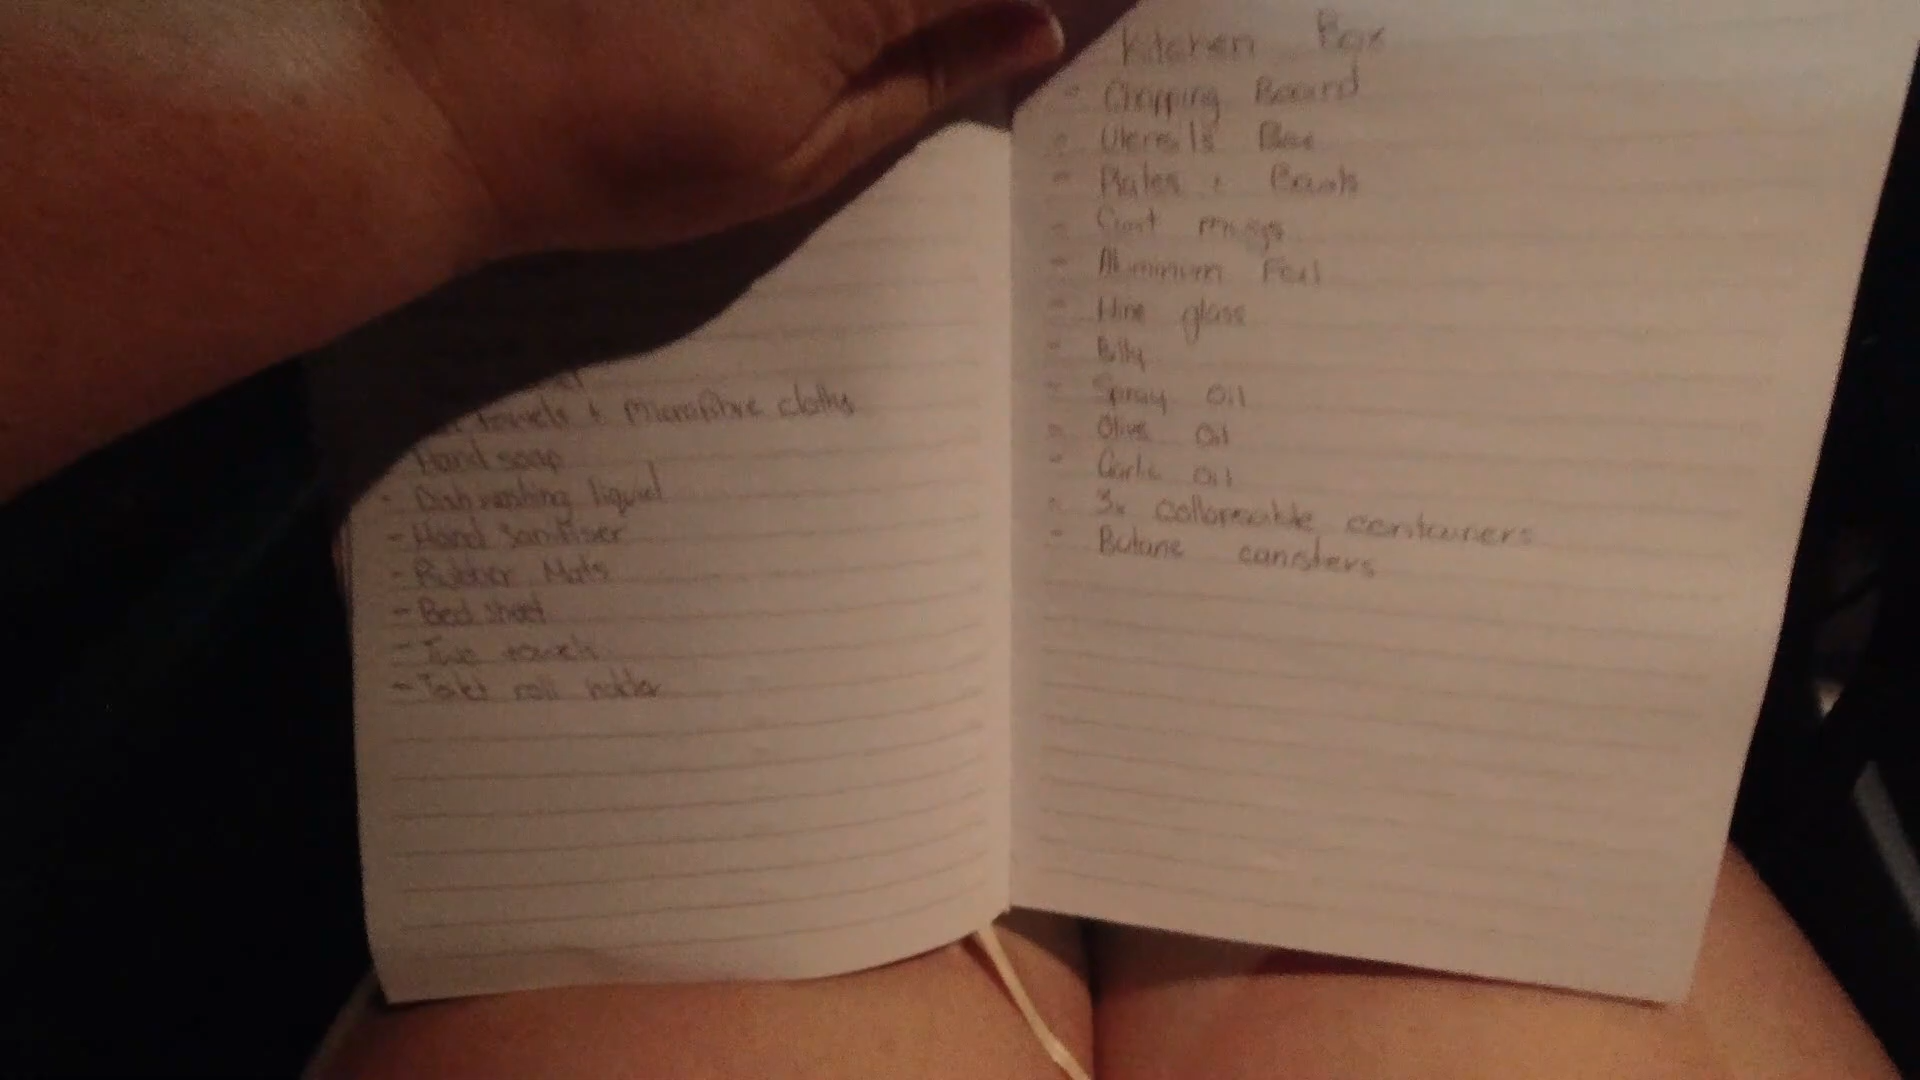 towels + Microfibre cloths
Hand soap
- Dishwashing liquid
- Hand Sanitiser
- Rubber Mats
- Bed sheet
- Two towels
- Toilet roll holder
Kitchen Box
- Chopping Board
- Utensils Box
- Plates + Bowls
- Giant mugs
- Aluminium Foil
- Wine glass
- Billy
- Spray Oil
- Olive Oil
- Garlic Oil
- 3x collapsable containers
- Butane canisters